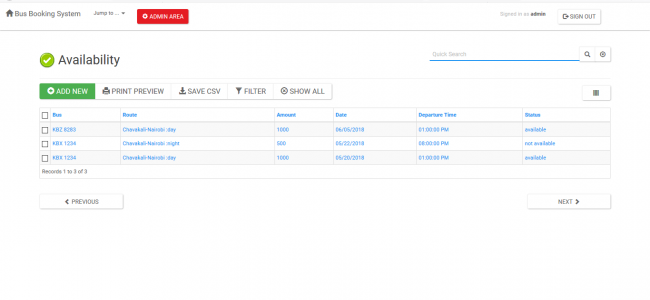 Bus Booking System Jump to ... ADMIN AREA Signed in as admin SIGN OUT
Availability
Quick Search
ADD NEW PRINT PREVIEW SAVE CSV FILTER SHOW ALL
Bus Route Amount Date Departure Time Status
KBZ 8283 Chavakali-Nairobi :day 1000 06/05/2018 01:00:00 PM available
KBX 1234 Chavakali-Nairobi :night 500 05/22/2018 08:00:00 PM not available
KBX 1234 Chavakali-Nairobi :day 1000 05/20/2018 01:00:00 PM available
Records 1 to 3 of 3
PREVIOUS NEXT